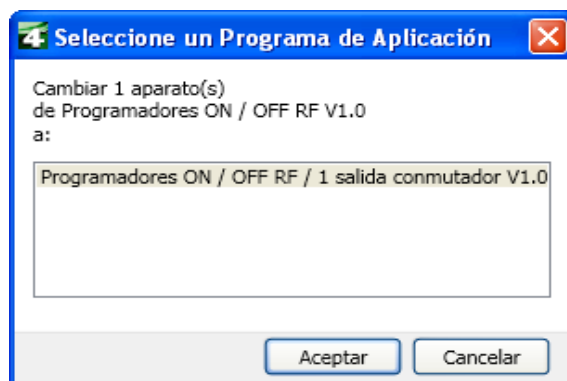 4 Seleccione un Programa de Aplicación
Cambiar 1 aparato(s)
de Programadores ON / OFF RF V1.0
a:
Programadores ON / OFF RF / 1 salida conmutador V1.0
Aceptar Cancelar